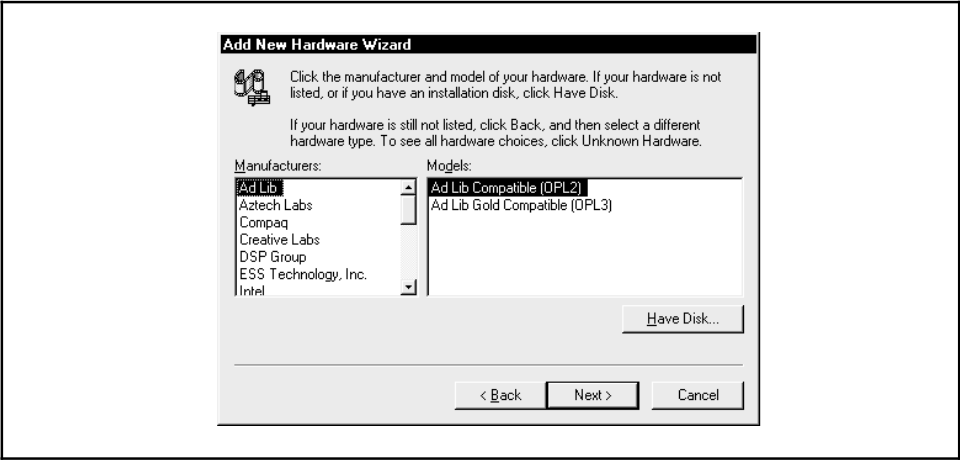 Add New Hardware Wizard
Click the manufacturer and model of your hardware. If your hardware is not
listed, or if you have an installation disk, click Have Disk.
If your hardware is still not listed, click Back, and then select a different
hardware type. To see all hardware choices, click Unknown Hardware.
Manufacturers:
Ad Lib
Aztech Labs
Compaq
Creative Labs
DSP Group
ESS Technology, Inc.
Intel
Models:
Ad Lib Compatible (OPL2)
Ad Lib Gold Compatible (OPL3)
Have Disk...
< Back
Next >
Cancel